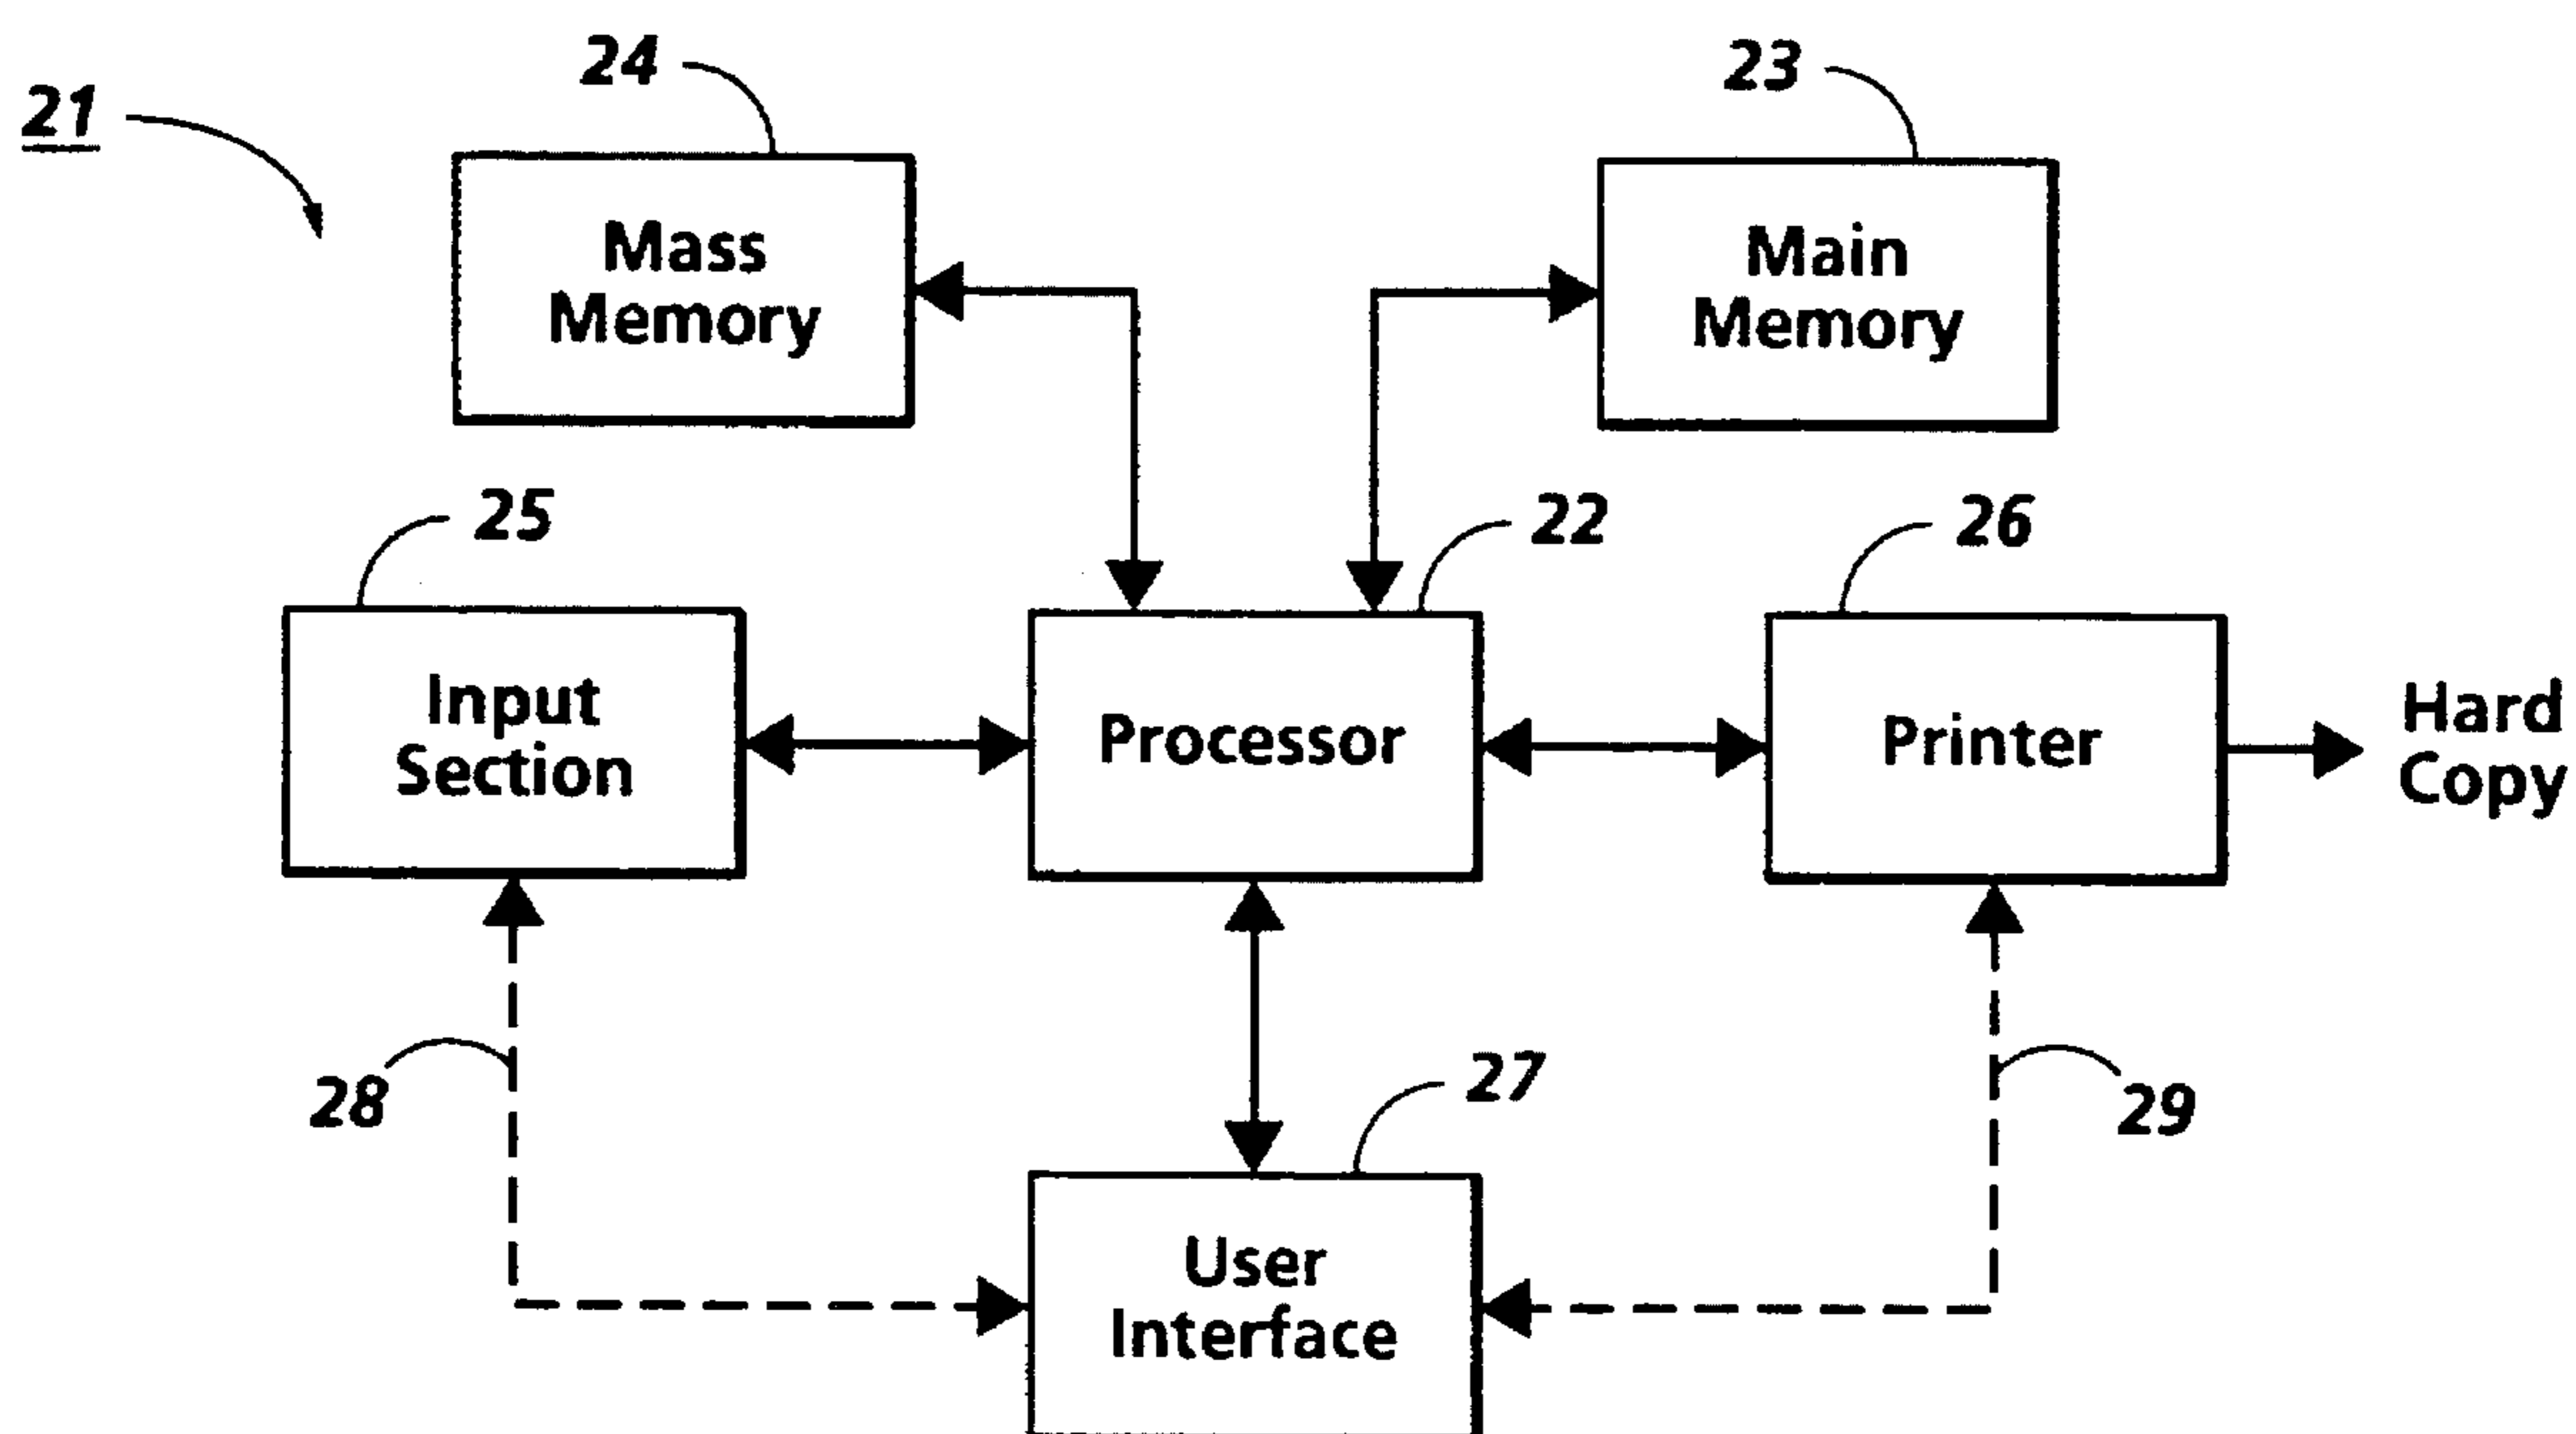 24
23
21
Mass
Memory
Main
Memory
25
22
26
Input
Section
Processor
Printer
Hard
Copy
28
27
29
User
Interface